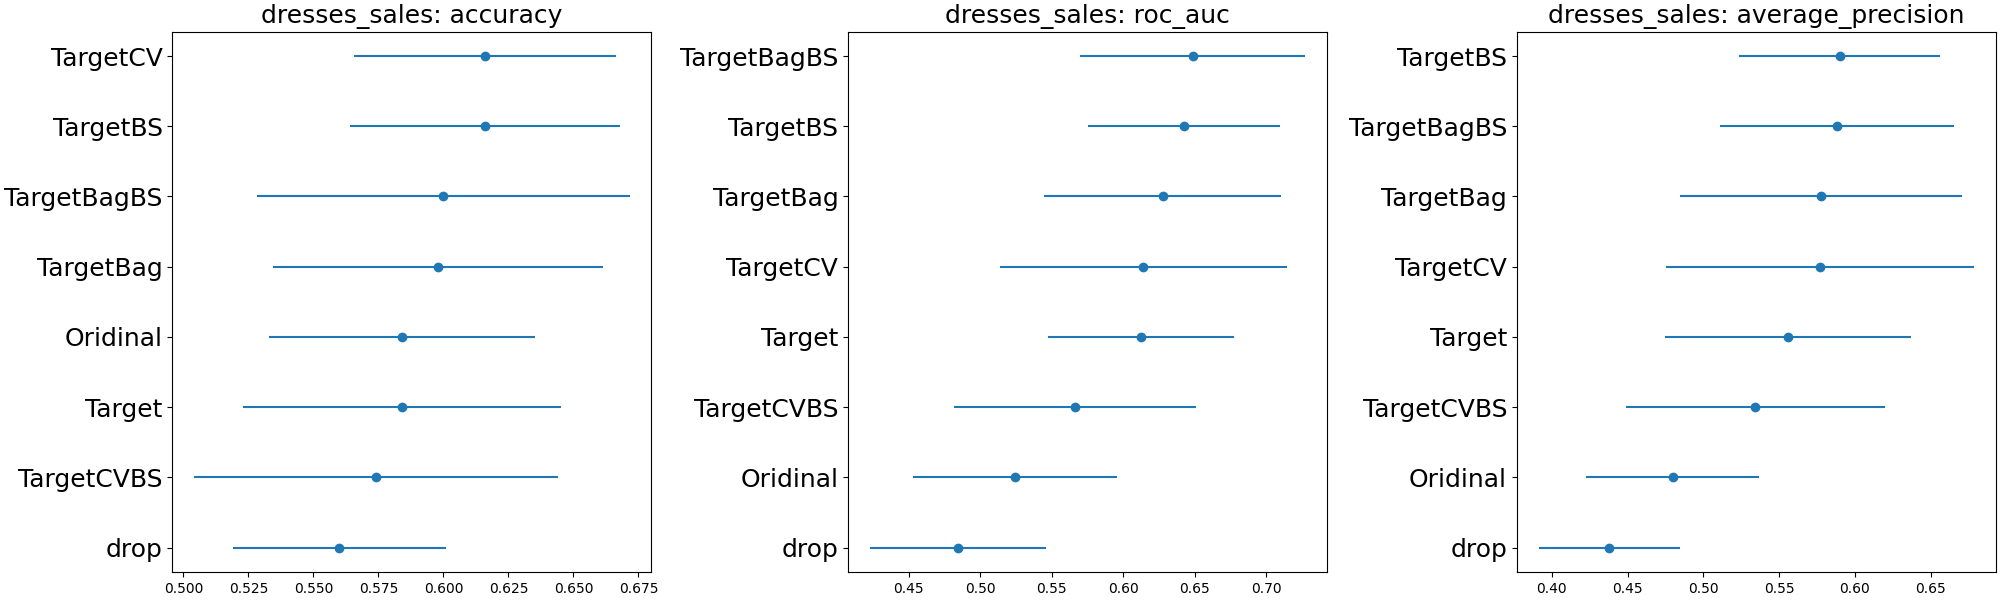 dresses_sales: accuracy
TargetCV
TargetBS
TargetBagBS
TargetBag
Oridinal
Target
TargetCVBS
drop
0.500 0.525 0.550 0.575 0.600 0.625 0.650 0.675
dresses_sales: roc_auc
TargetBagBS
TargetBS
TargetBag
TargetCV
Target
TargetCVBS
Oridinal
drop
0.45 0.50 0.55 0.60 0.65 0.70
dresses_sales: average_precision
TargetBS
TargetBagBS
TargetBag
TargetCV
Target
TargetCVBS
Oridinal
drop
0.40 0.45 0.50 0.55 0.60 0.65